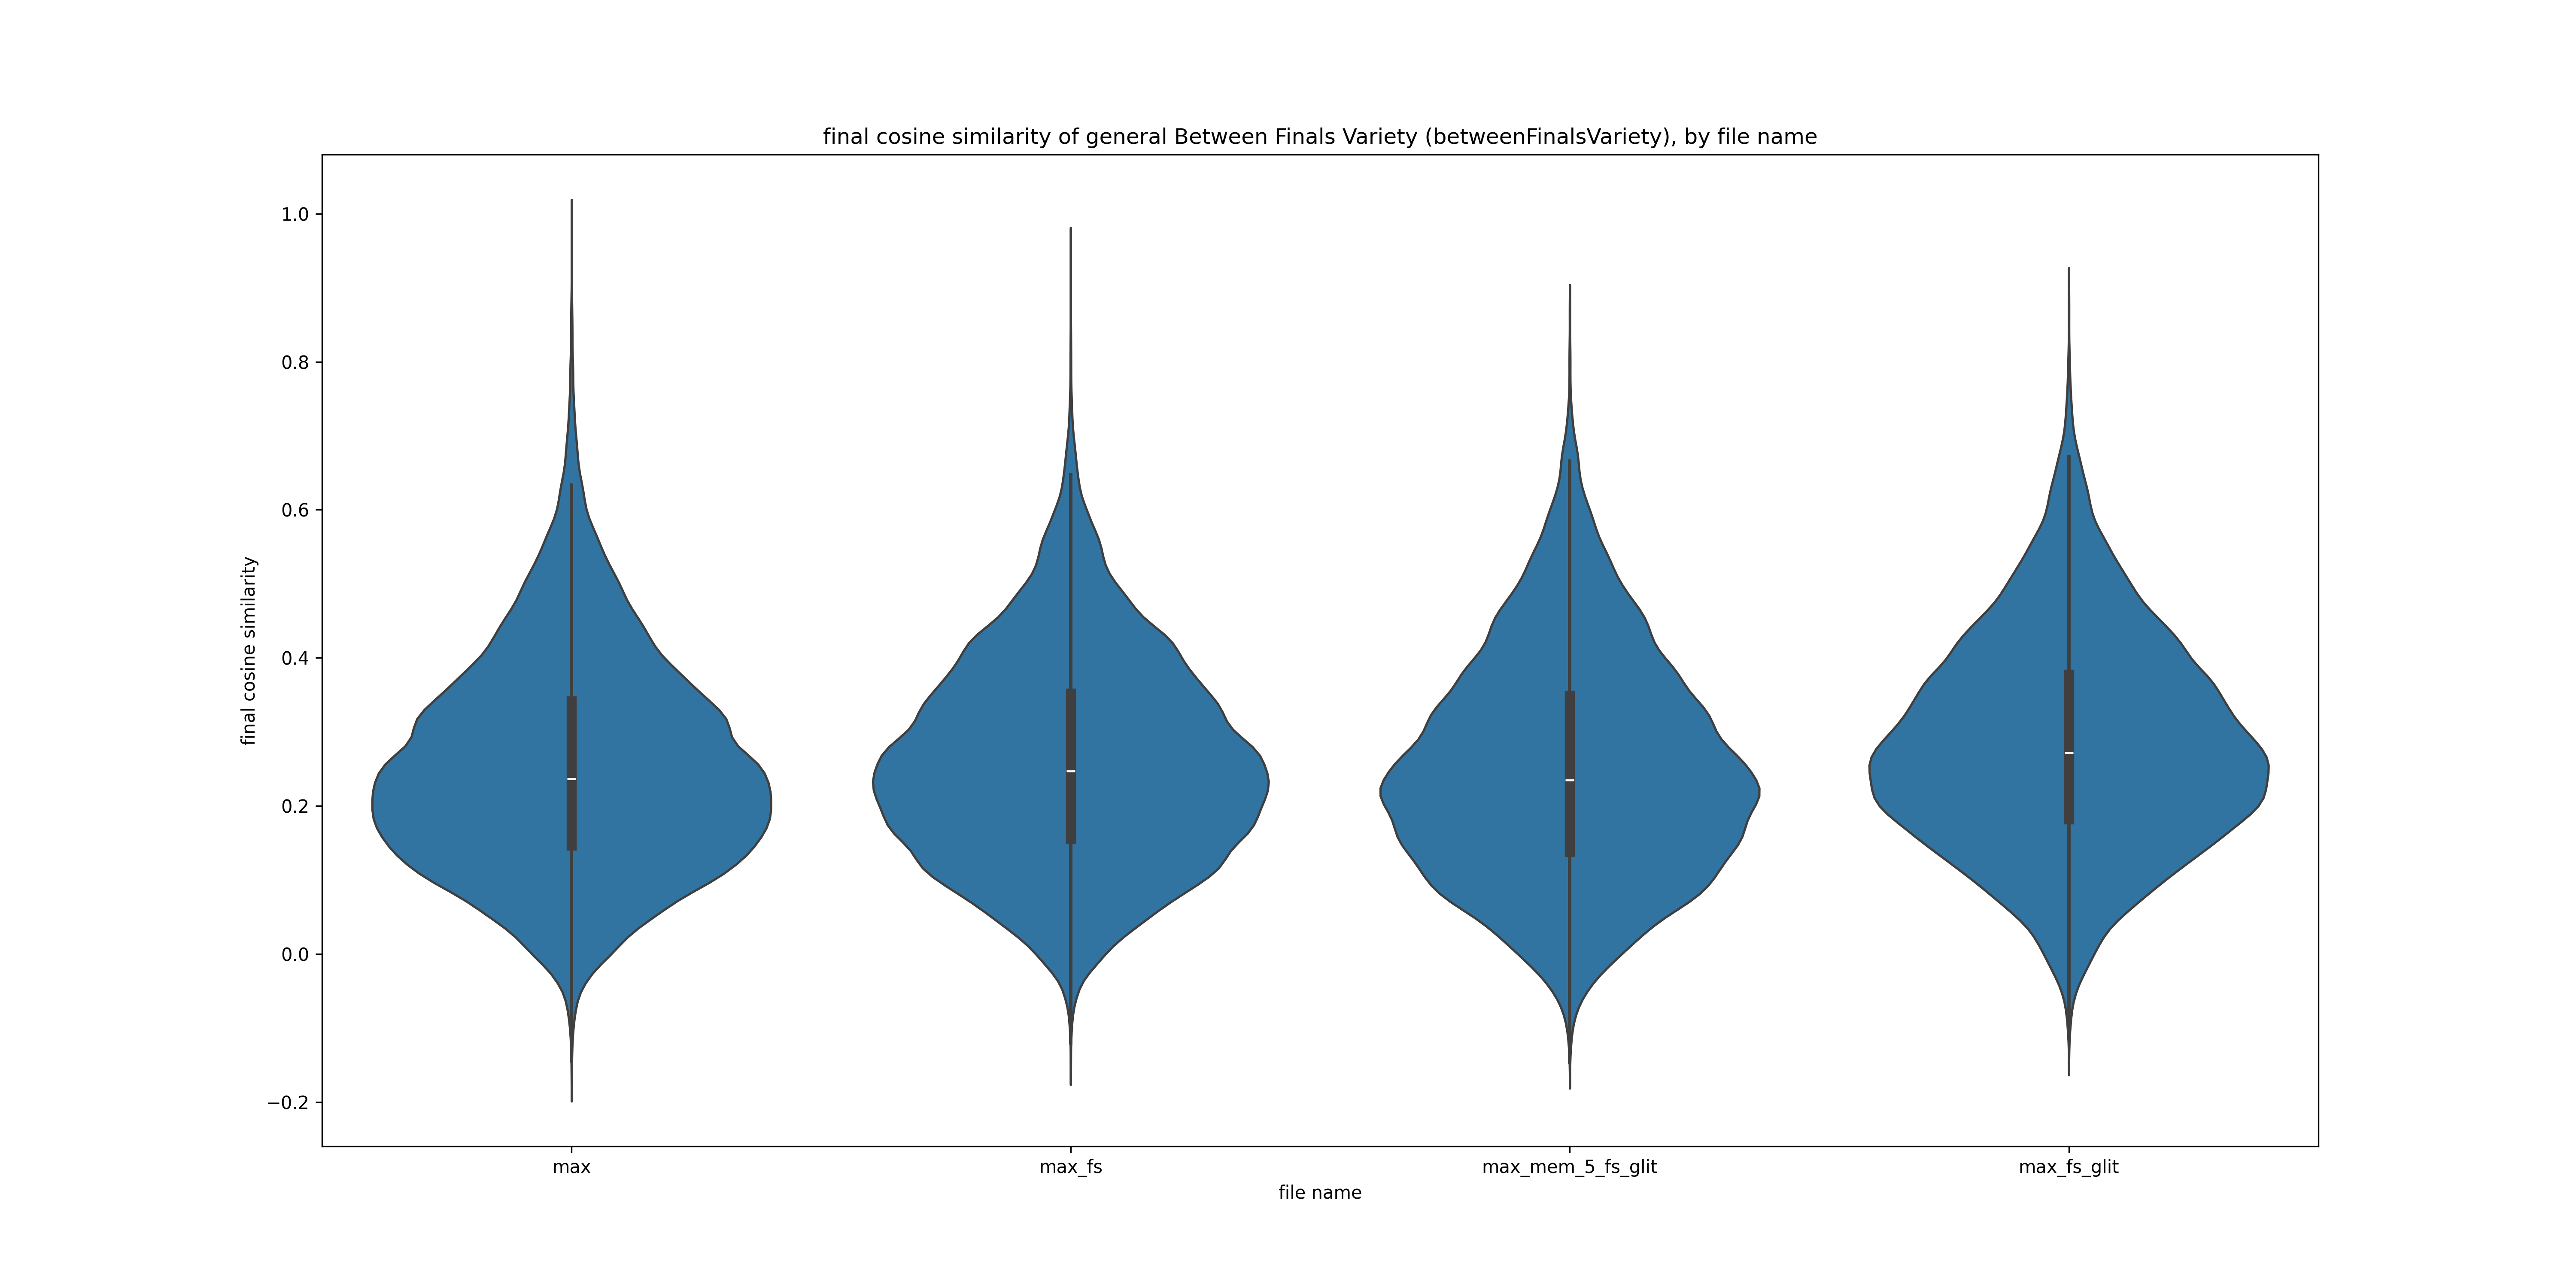 final cosine similarity of general Between Finals Variety (betweenFinalsVariety), by file name
final cosine similarity
1.0
0.8
0.6
0.4
0.2
0.0
−0.2
max
max_fs
max_mem_5_fs_glit
max_fs_glit
file name